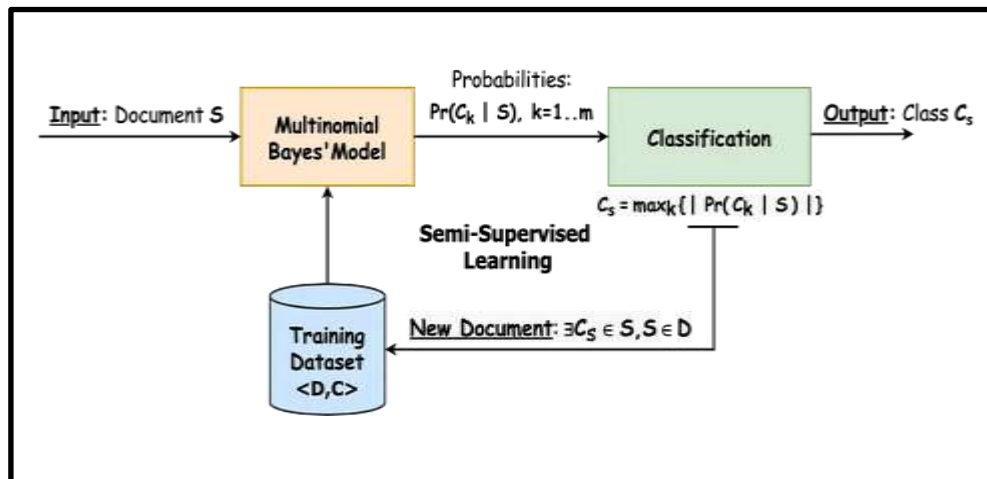 Input: Document S
Multinomial
Bayes'Model
Probabilities:
Pr(Cₖ | S), k=1..m
Classification
Output: Class Cₛ
Cₛ = maxₖ{| Pr(Cₖ | S) |}
Semi-Supervised
Learning
New Document: ∃Cₛ ∈ S, S ∈ D
Training
Dataset
<D,C>